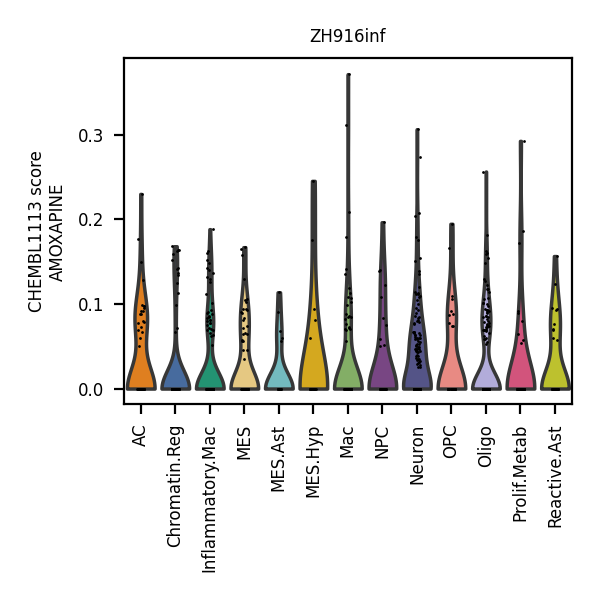 ZH916inf
CHEMBL1113 score
AMOXAPINE
0.3
0.2
0.1
0.0
AC
Chromatin.Reg
Inflammatory.Mac
MES
MES.Ast
MES.Hyp
Mac
NPC
Neuron
OPC
Oligo
Prolif.Metab
Reactive.Ast